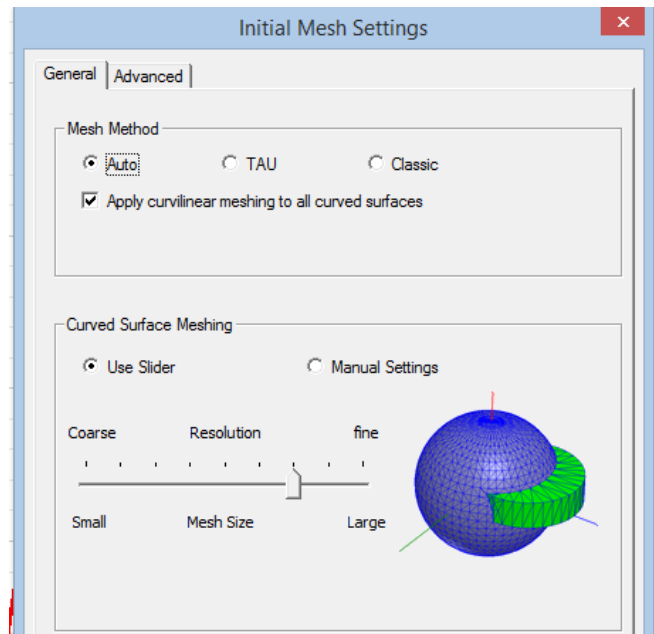 Initial Mesh Settings
General Advanced
Mesh Method
Auto TAU Classic
Apply curvilinear meshing to all curved surfaces
Curved Surface Meshing
Use Slider Manual Settings
Coarse Resolution fine
Small Mesh Size Large